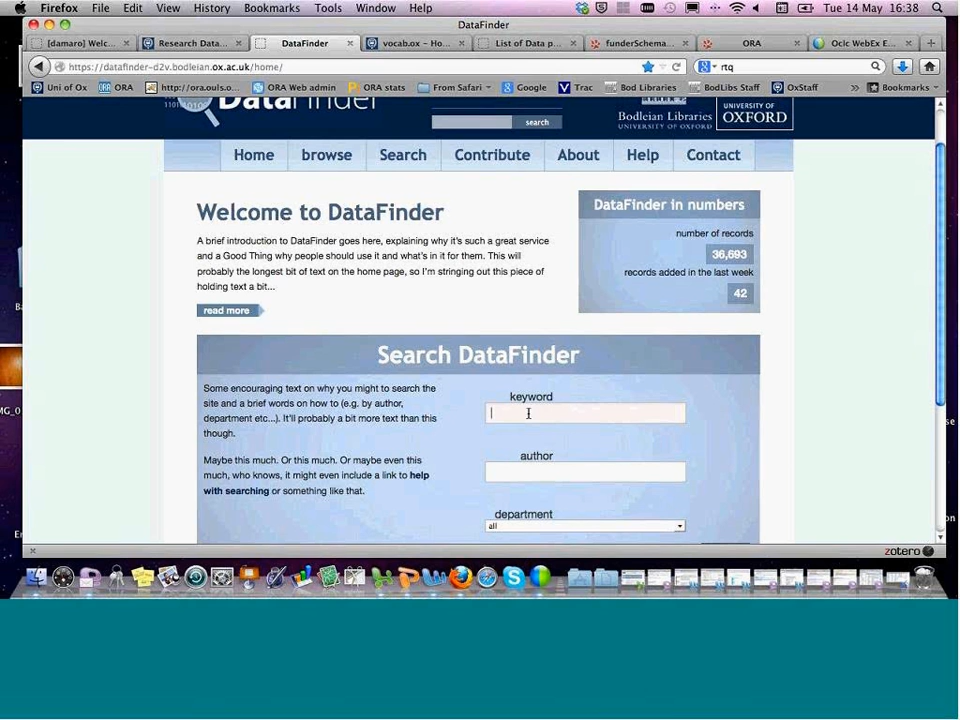 Firefox File Edit View History Bookmarks Tools Window Help Tue 14 May 16:38
DataFinder
[damaro] Welc... Research Data... DataFinder vocab.ox - Ho... List of Data p... funderSchema... ORA Oclc WebEx E...
https://datafinder-d2v.bodleian.ox.ac.uk/home/ rtq
Uni of Ox ORA http://ora.ouls.o... ORA Web admin ORA stats From Safari Google Trac Bod Libraries BodLibs Staff OxStaff Bookmarks
DataFinder
search
Bodleian Libraries
UNIVERSITY OF OXFORD
UNIVERSITY OF
OXFORD
Home browse Search Contribute About Help Contact
Welcome to DataFinder
A brief introduction to DataFinder goes here, explaining why it's such a great service
and a Good Thing why people should use it and what's in it for them. This will
probably the longest bit of text on the home page, so I'm stringing out this piece of
holding text a bit...
read more
DataFinder in numbers
number of records
36,693
records added in the last week
42
Search DataFinder
Some encouraging text on why you might to search the
site and a brief words on how to (e.g. by author,
department etc...). It'll probably a bit more text than this
though.
Maybe this much. Or this much. Or maybe even this
much, who knows, it might even include a link to help
with searching or something like that.
keyword
author
department
all
zotero